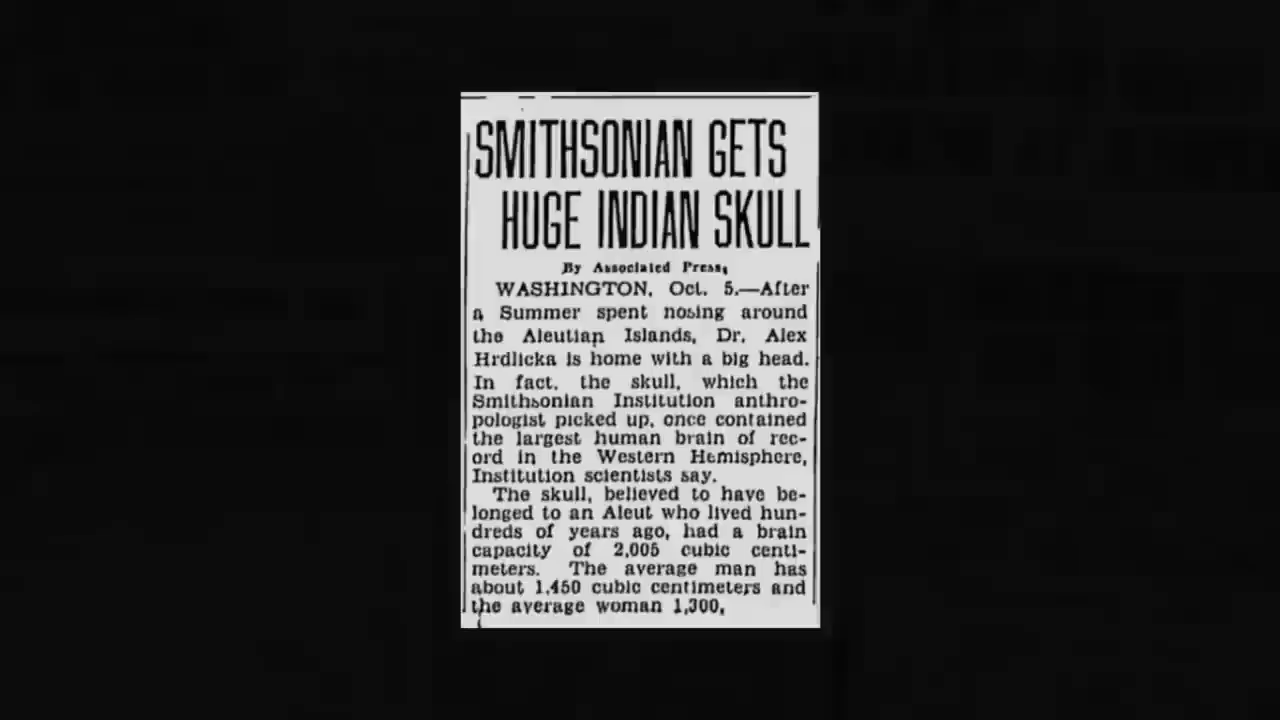 SMITHSONIAN GETS
HUGE INDIAN SKULL
By Associated Press,
WASHINGTON, Oct. 5.—After
a Summer spent nosing around
the Aleutian Islands, Dr. Alex
Hrdlicka is home with a big head.
In fact, the skull, which the
Smithsonian Institution anthro-
pologist picked up, once contained
the largest human brain of rec-
ord in the Western Hemisphere,
Institution scientists say.
The skull, believed to have be-
longed to an Aleut who lived hun-
dreds of years ago, had a brain
capacity of 2,005 cubic centi-
meters. The average man has
about 1,450 cubic centimeters and
the average woman 1,300,